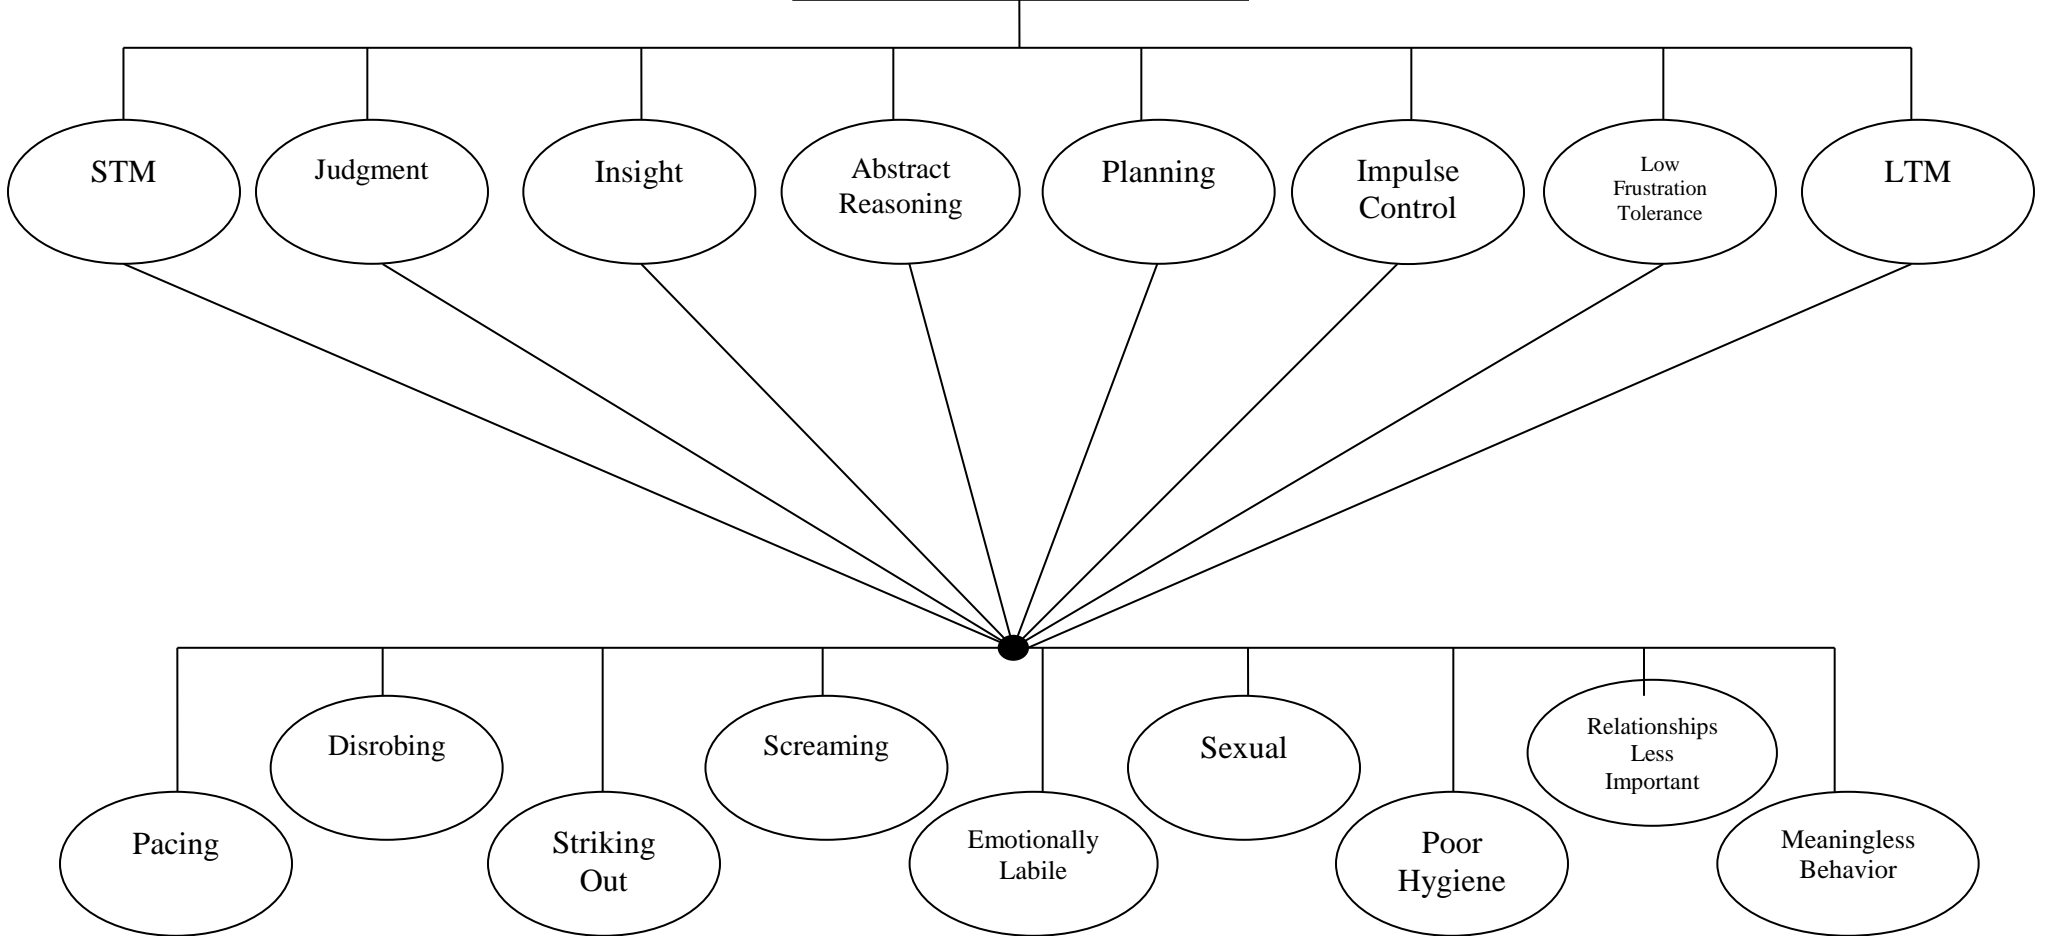 STM
Judgment
Insight
Abstract
Reasoning
Planning
Impulse
Control
Low
Frustration
Tolerance
LTM
Disrobing
Screaming
Sexual
Relationships
Less
Important
Pacing
Striking
Out
Emotionally
Labile
Poor
Hygiene
Meaningless
Behavior